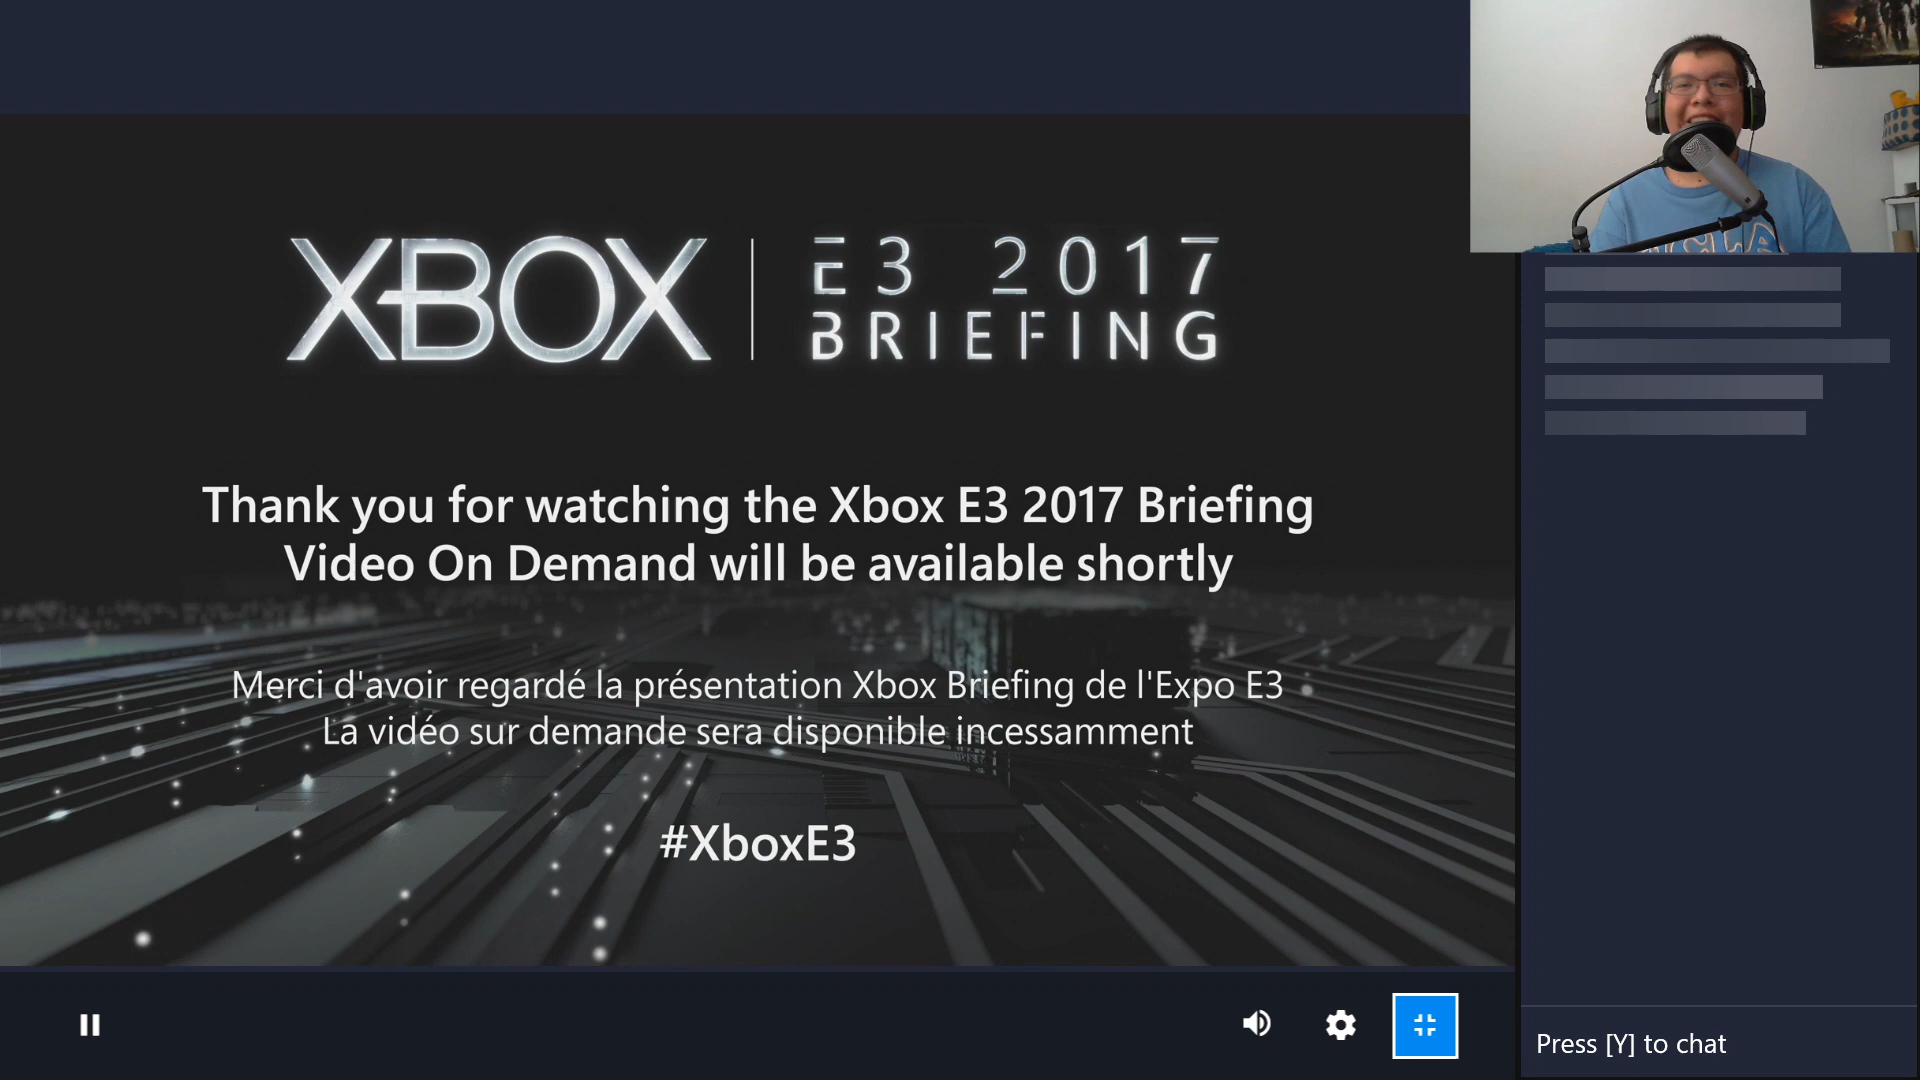 XBOX
E3 2017
BRIEFING
Thank you for watching the Xbox E3 2017 Briefing
Video On Demand will be available shortly
Merci d'avoir regardé la présentation Xbox Briefing de l'Expo E3
La vidéo sur demande sera disponible incessamment
#XboxE3
Press [Y] to chat